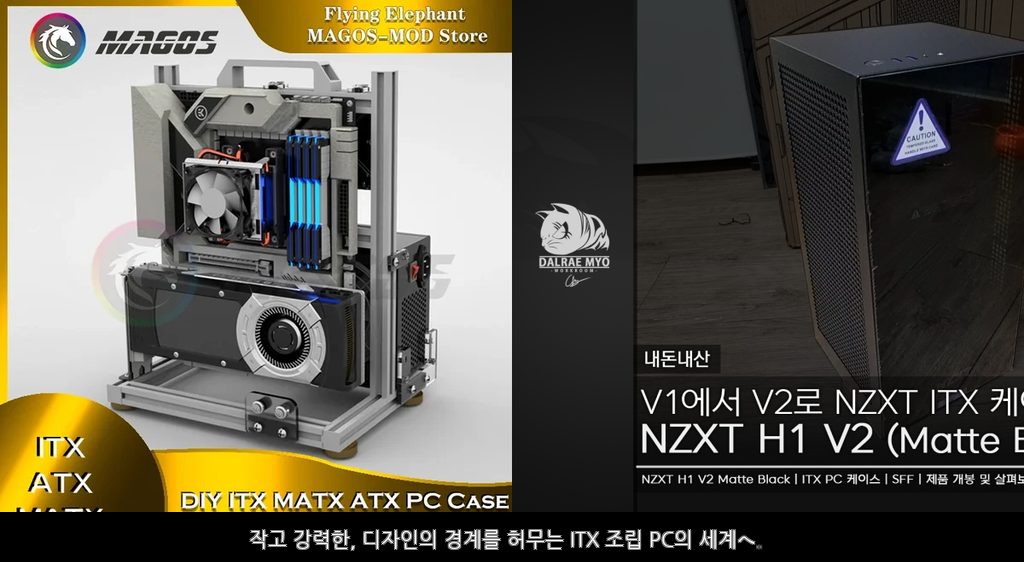 MAGOS
Flying Elephant
MAGOS-MOD Store
ITX
ATX
MATX
DIY ITX MATX ATX PC CASE
DALRAE MYO
WORKROOM
CAUTION
내돈내산
V1에서 V2로 NZXT ITX 케이
NZXT H1 V2 (Matte B
NZXT H1 V2 Matte Black | ITX PC 케이스 | SFF | 제품 개봉 및 살펴보
작고 강력한, 디자인의 경계를 허무는 ITX 조립 PC의 세계へ